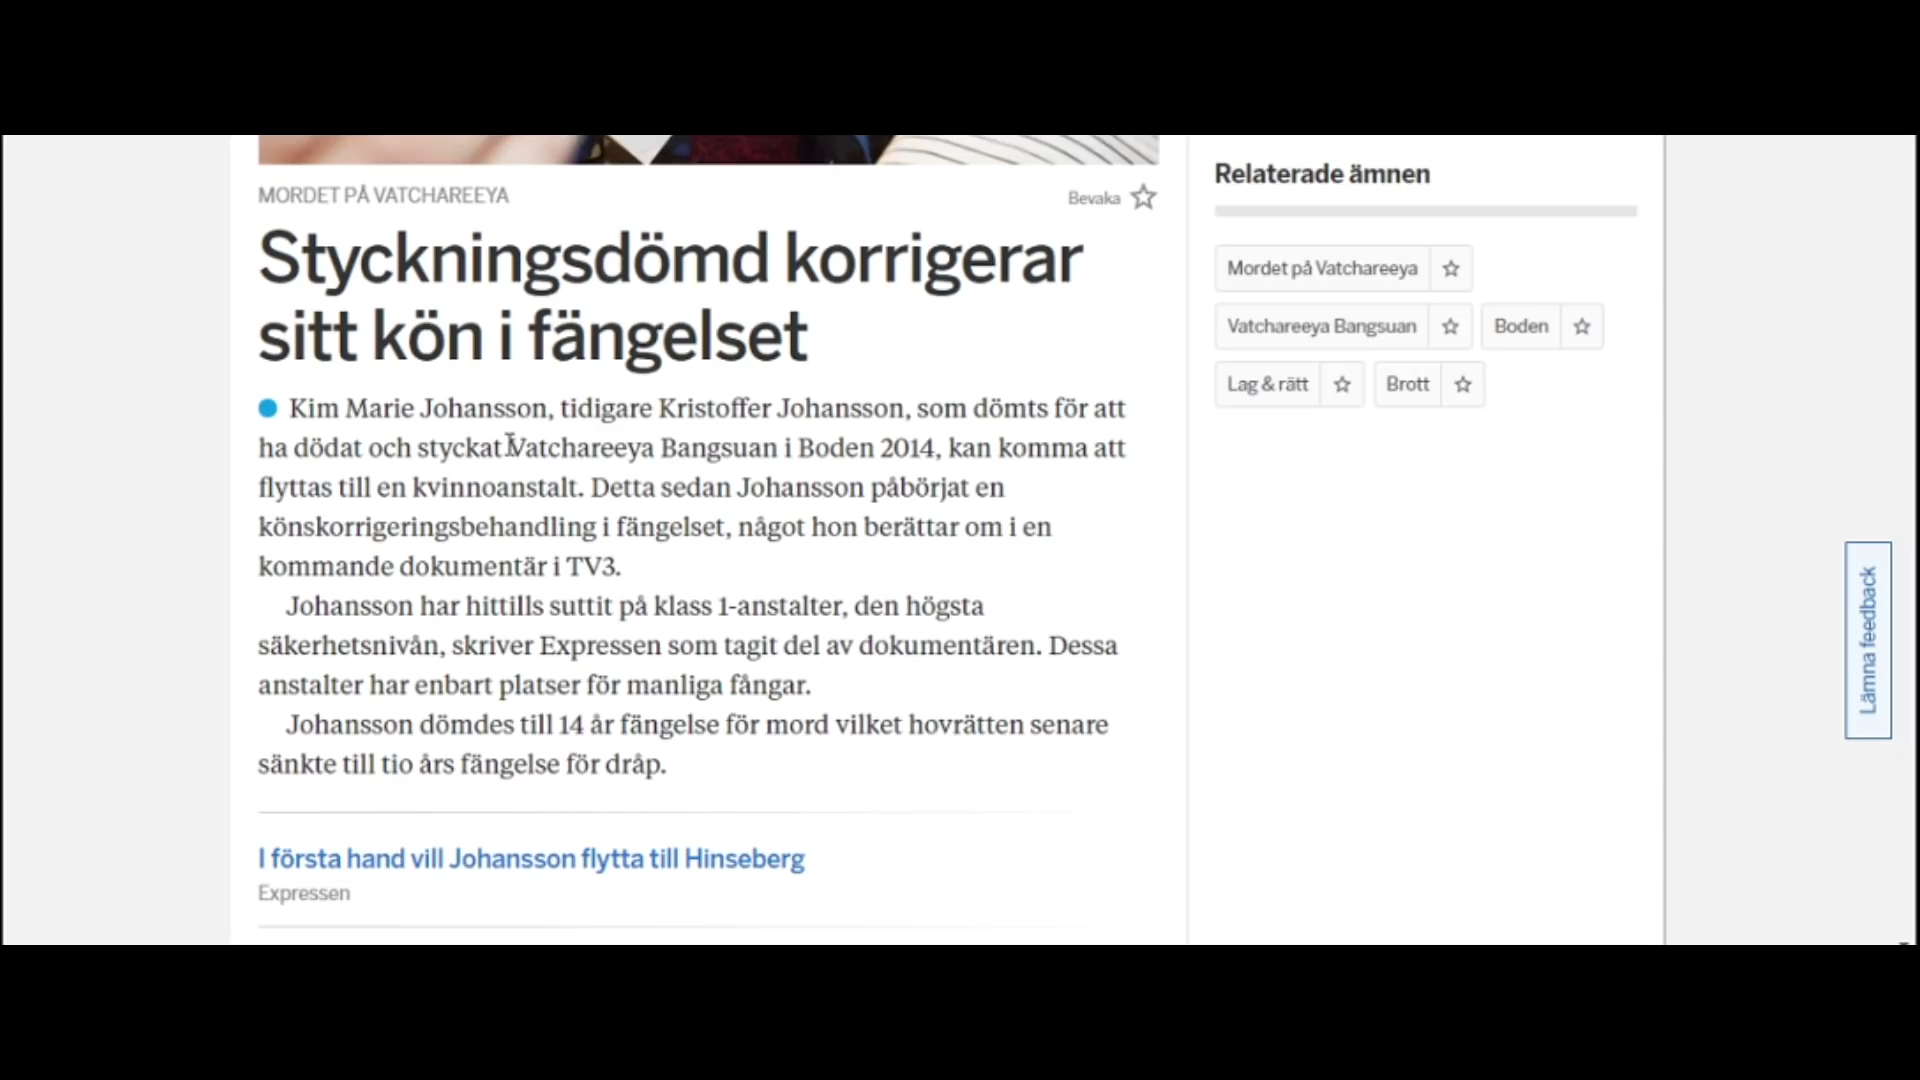 MORDET PÅ VATCHAREEYA
Bevaka
Styckningsdömd korrigerar
sitt kön i fängelset
Kim Marie Johansson, tidigare Kristoffer Johansson, som dömts för att
ha dödat och styckat Vatchareeya Bangsuan i Boden 2014, kan komma att
flyttas till en kvinnoanstalt. Detta sedan Johansson påbörjat en
könskorrigeringsbehandling i fängelset, något hon berättar om i en
kommande dokumentär i TV3.
Johansson har hittills suttit på klass 1-anstalter, den högsta
säkerhetsnivån, skriver Expressen som tagit del av dokumentären. Dessa
anstalter har enbart platser för manliga fångar.
Johansson dömdes till 14 år fängelse för mord vilket hovrätten senare
sänkte till tio års fängelse för dråp.
I första hand vill Johansson flytta till Hinseberg
Expressen
Relaterade ämnen
Mordet på Vatchareeya
Vatchareeya Bangsuan
Boden
Lag & rätt
Brott
Lämna feedback